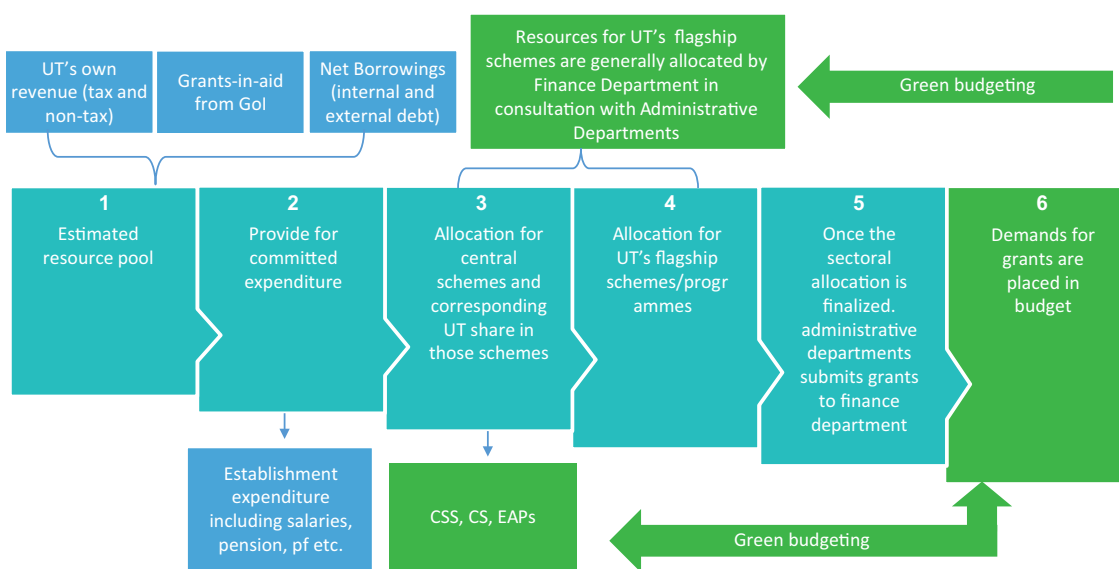 UT's own
revenue (tax and
non-tax)
Grants-in-aid
from GoI
Net Borrowings
(internal and
external debt)
Resources for UT's flagship
schemes are generally allocated by
Finance Department in
consultation with Administrative
Departments
Green budgeting
1
Estimated
resource pool
2
Provide for
committed
expenditure
3
Allocation for
central
schemes and
corresponding
UT share in
those schemes
4
Allocation for
UT's flagship
schemes/progr
ammes
5
Once the
sectoral
allocation is
finalized.
administrative
departments
submits grants
to finance
department
6
Demands for
grants are
placed in
budget
Establishment
expenditure
including salaries,
pension, pf etc.
CSS, CS, EAPs
Green budgeting